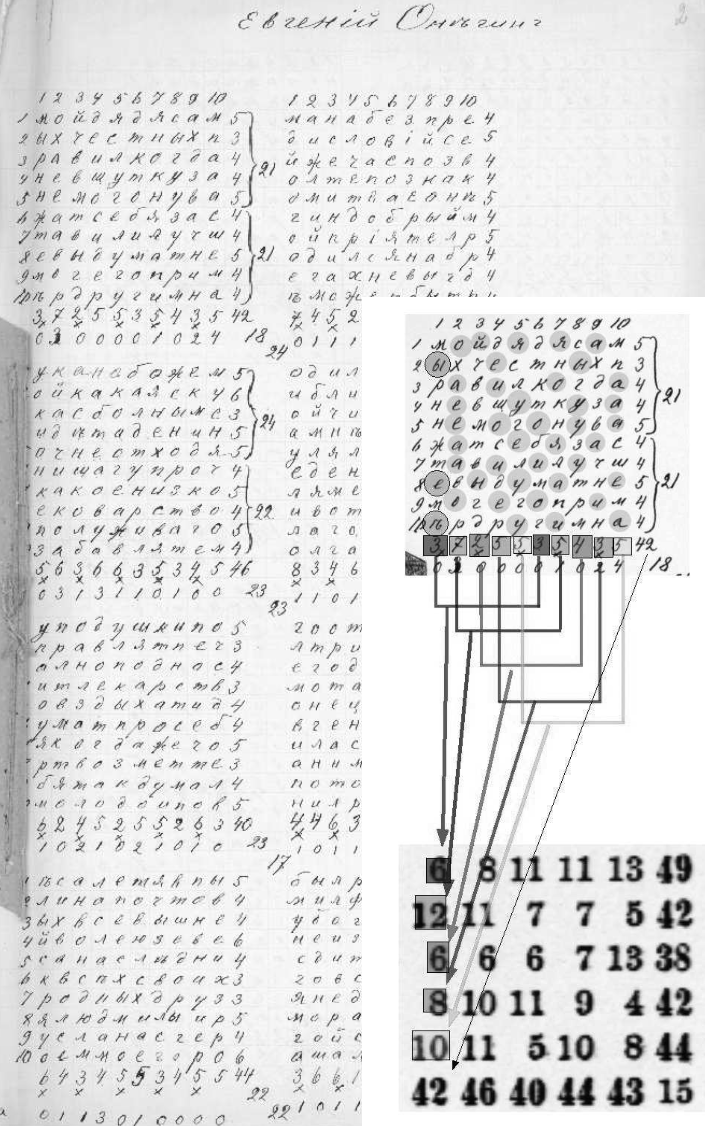 Евгеній Онѣгинъ
2
1 2 3 4 5 6 7 8 9 10
1 м о й д я д я с а м 5
2 ы х ч е с т н ы х п 3
3 р а в и л к о г д а 4
4 н е в ш у т к у з а 4
5 н е м о г о н у в а 5
21
6 ж а т с е б я з а с 4
7 т а в и л и л у ч ш 4
8 е в ы д у м а т н е 5
9 м о г е г о п р и м 4
10 ѣ р д р у г и м н а 4
21
3 7 2 5 5 3 5 4 3 5 42
0 3 0 0 0 0 1 0 2 4 18
24
у к а н о б о ж е м 5
о й к а к а я с к у 6
к а с б о л н ы м с 3
и д ѣ т а д е н и н 5
о ч н е о т х о д я 5
24
н и ш а г у п р о ч 4
к а к о е н и з к о 5
е к о в а р с т в о 4
п о л у ж и в а г о 5
з а б а в л я т е м 4
22
5 6 3 6 6 3 5 3 4 5 46
0 3 1 3 1 1 0 1 0 0 23
23
у п о д у ш к и п о 5
п р а в л я т п е ч 3
а л н о п о д н а с 4
и т л е к а р с т в 3
о в з д ы х а т и д 4
у м а т п р о с е б 4
я к о г д а ж е ч о 5
р т в о з м е т т е 3
б я т а к д у м а л 4
м о л о д о и п о в 5
6 2 4 5 2 5 5 2 6 3 40
1 0 2 1 0 2 1 0 1 0 23
17
1 ѣ с а л е т я в п ы 5
2 л и н а п о ч т о в 4
3 ы х в с е в ы ш н е 4
4 й в о л е ю з е в е 6
5 с а н а с л ѣ д н и 4
6 к в с ѣ х с в о и х 3
7 р о д н ы х д р у з 3
8 я л ю д м и л ы и р 5
9 у с л а н а с г е р 4
10 о е м м о е г о р о 6
6 4 3 4 5 5 3 4 5 5 44
22
0 1 1 3 0 1 0 0 0 0 22
1 2 3 4 5 6 7 8 9 10
м а н а б е з п р е 4
д и с л о в і й с е 5
й ж е ч а с п о з в 4
о л т е п о з н а к 4
г и н д о б р ы й м 4
о й п р і я т е л р 5
о д и л с я н а б р 4
7 4 5 2
0 1 1 1
о д и л
и б л и
о й ч и
а м н ѣ
у л я л
е д е н
л я м е
и в о т
л а г о
о л г а
8 3 4 6
1 1 0 1
г о о т
л т р и
е г о д
м о т а
о н е ц
в г е н
и л а с
а н и м
п о т о
н и л р
4 4 6 3
1 0 1 1
б ы л р
м и л ф
у б о г
н е и з
с д и т
г о в с
я н е д
м о р а
г о й с
а ш а л
3 6 6 1
1 0 1 1
1 2 3 4 5 6 7 8 9 10
1 м о й д я д я с а м 5
2 ы х ч е с т н ы х п 3
3 р а в и л к о г д а 4
4 н е в ш у т к у з а 4
5 н е м о г о н у в а 5
21
6 ж а т с е б я з а с 4
7 т а в и л и л у ч ш 4
8 е в ы д у м а т н е 5
9 м о г е г о п р и м 4
10 ѣ р д р у г и м н а 4
21
3 7 2 5 5 3 5 4 3 5 42
0 3 0 0 0 0 1 0 2 4 18
6 8 11 11 13 49
12 11 7 7 5 42
6 6 6 7 13 38
8 10 11 9 4 42
10 11 5 10 8 44
42 46 40 44 43 15